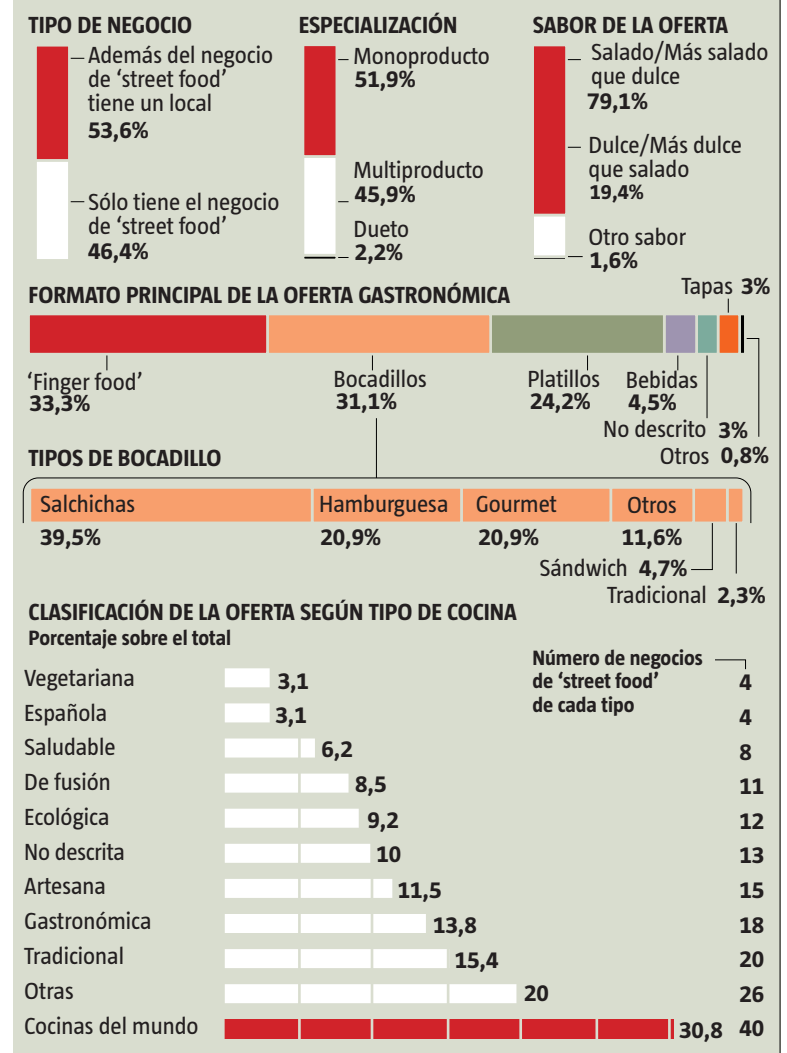 TIPO DE NEGOCIO
Además del negocio
de ‘street food’
tiene un local
53,6%
Sólo tiene el negocio
de ‘street food’
46,4%
ESPECIALIZACIÓN
Monoproducto
51,9%
Multiproducto
45,9%
Dueto
2,2%
SABOR DE LA OFERTA
Salado/Más salado
que dulce
79,1%
Dulce/Más dulce
que salado
19,4%
Otro sabor
1,6%
FORMATO PRINCIPAL DE LA OFERTA GASTRONÓMICA
Tapas 3%
‘Finger food’
33,3%
Bocadillos
31,1%
Platillos
24,2%
Bebidas
4,5%
No descrito 3%
Otros 0,8%
TIPOS DE BOCADILLO
Salchichas
39,5%
Hamburguesa
20,9%
Gourmet
20,9%
Otros
11,6%
Sándwich 4,7%
Tradicional 2,3%
CLASIFICACIÓN DE LA OFERTA SEGÚN TIPO DE COCINA
Porcentaje sobre el total
Número de negocios
de ‘street food’
de cada tipo
Vegetariana 3,1 4
Española 3,1 4
Saludable 6,2 8
De fusión 8,5 11
Ecológica 9,2 12
No descrita 10 13
Artesana 11,5 15
Gastronómica 13,8 18
Tradicional 15,4 20
Otras 20 26
Cocinas del mundo 30,8 40